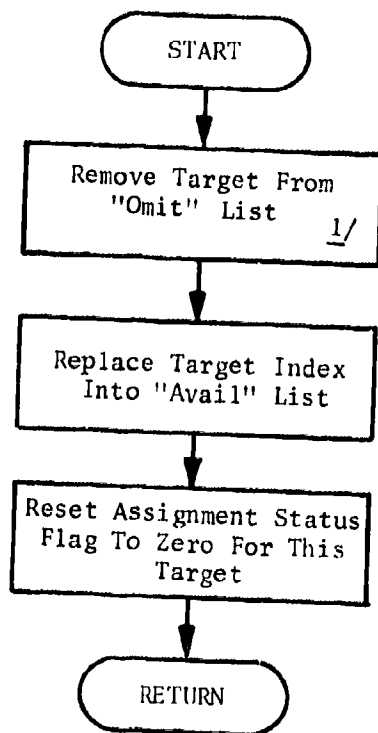 START
Remove Target From
"Omit" List
1/
Replace Target Index
Into "Avail" List
Reset Assignment Status
Flag To Zero For This
Target
RETURN